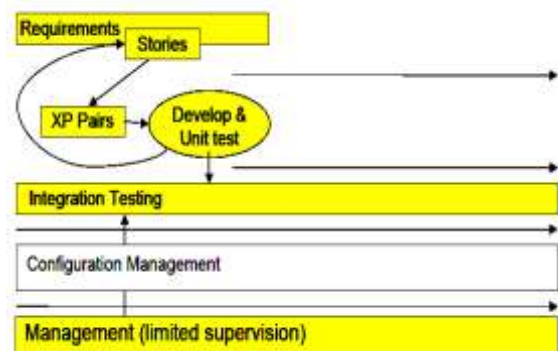 Requirements
Stories
XP Pairs
Develop &
Unit test
Integration Testing
Configuration Management
Management (limited supervision)